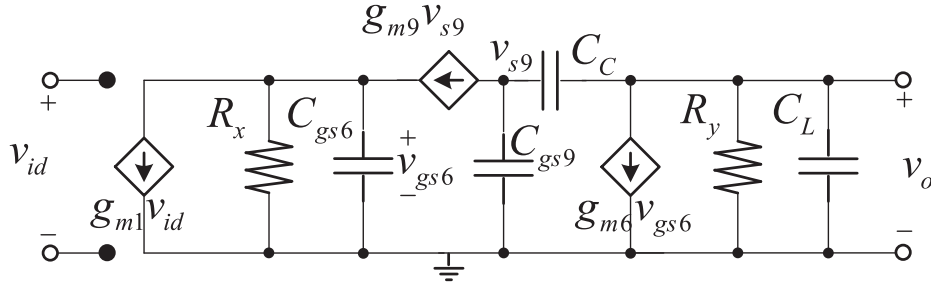 g_{m9}v_{s9}
v_{s9}
C_C
+
R_x
C_{gs6}
+
v_{gs6}
−
C_{gs9}
R_y
C_L
+
v_{id}
v_o
g_{m1}v_{id}
g_{m6}v_{gs6}
−
−